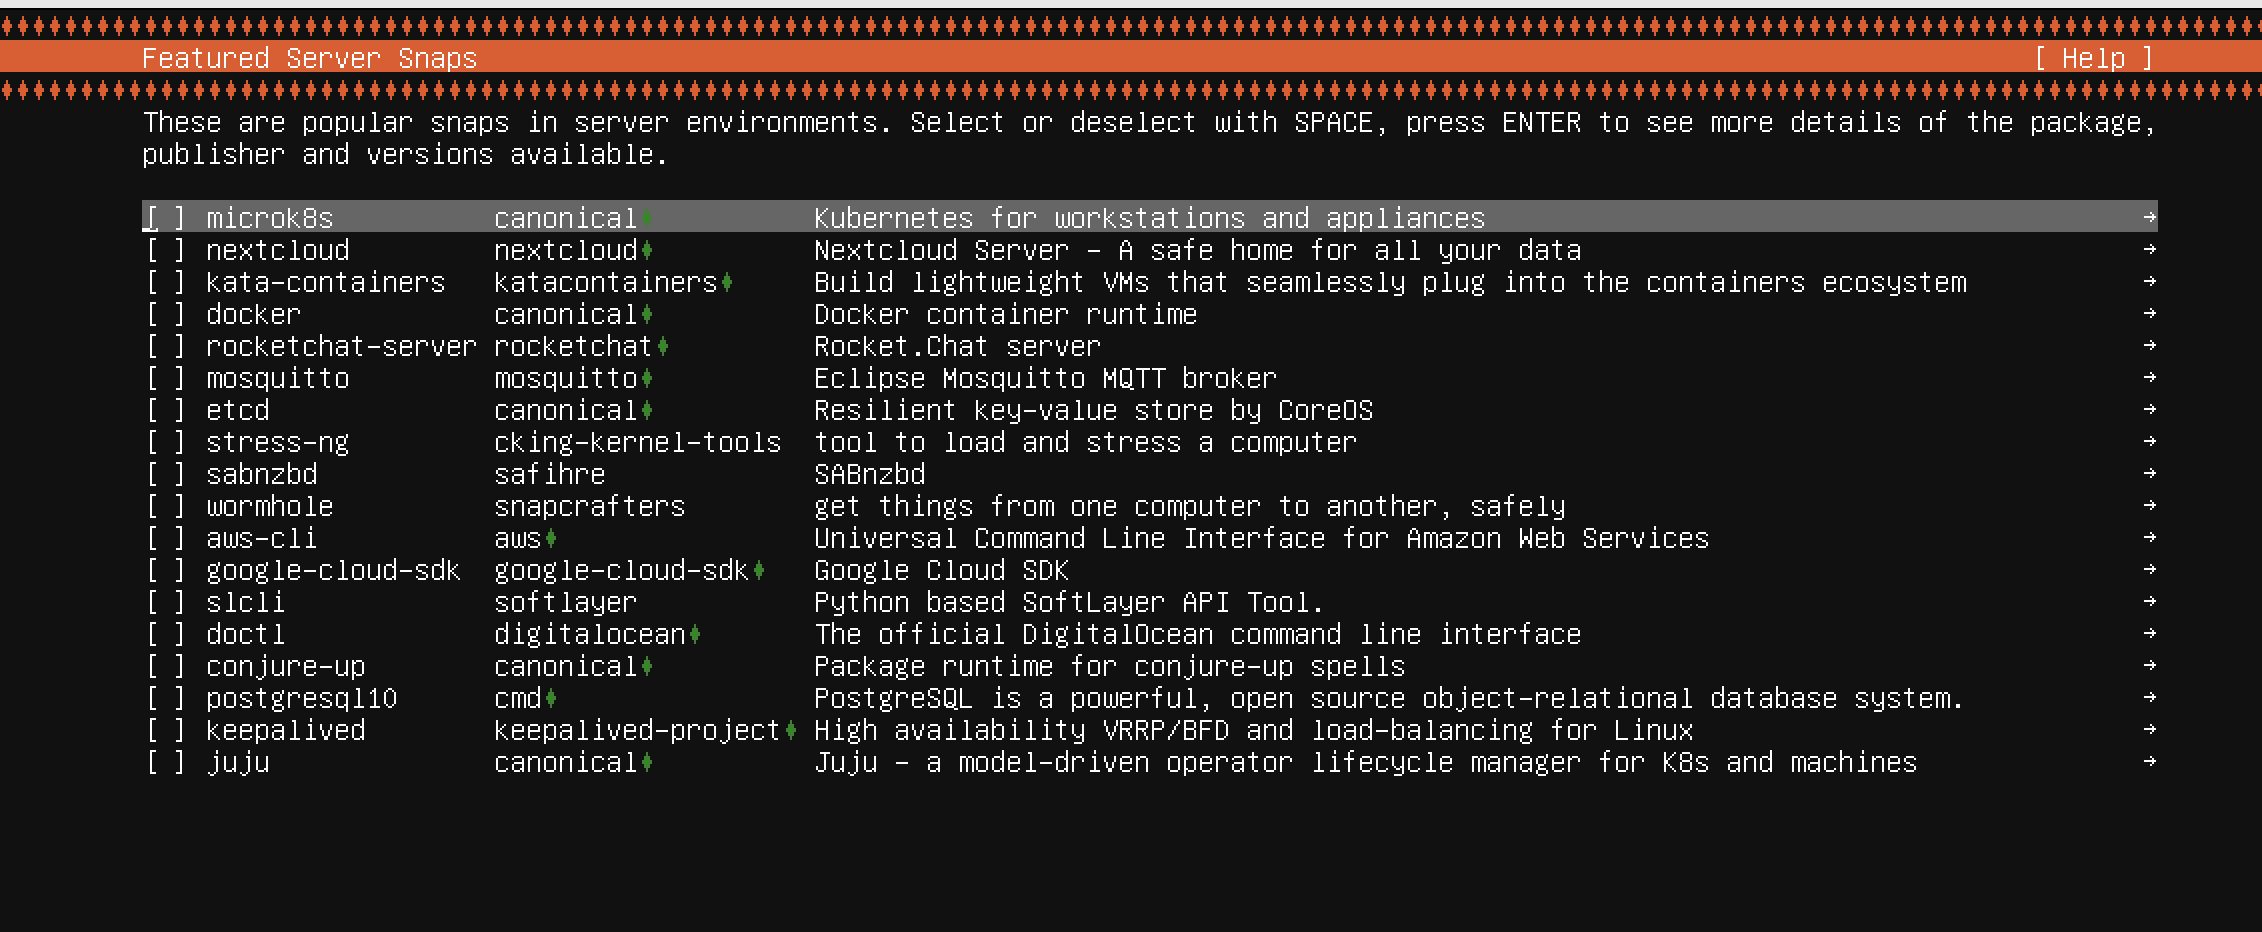 Featured Server Snaps [ Help ]
These are popular snaps in server environments. Select or deselect with SPACE, press ENTER to see more details of the package,
publisher and versions available.
[ ] microk8s canonical♦ Kubernetes for workstations and appliances →
[ ] nextcloud nextcloud♦ Nextcloud Server – A safe home for all your data →
[ ] kata-containers katacontainers♦ Build lightweight VMs that seamlessly plug into the containers ecosystem →
[ ] docker canonical♦ Docker container runtime →
[ ] rocketchat-server rocketchat♦ Rocket.Chat server →
[ ] mosquitto mosquitto♦ Eclipse Mosquitto MQTT broker →
[ ] etcd canonical♦ Resilient key-value store by CoreOS →
[ ] stress-ng cking-kernel-tools tool to load and stress a computer →
[ ] sabnzbd safihre SABnzbd →
[ ] wormhole snapcrafters get things from one computer to another, safely →
[ ] aws-cli aws♦ Universal Command Line Interface for Amazon Web Services →
[ ] google-cloud-sdk google-cloud-sdk♦ Google Cloud SDK →
[ ] slcli softlayer Python based SoftLayer API Tool. →
[ ] doctl digitalocean♦ The official DigitalOcean command line interface →
[ ] conjure-up canonical♦ Package runtime for conjure-up spells →
[ ] postgresql10 cmd♦ PostgreSQL is a powerful, open source object-relational database system. →
[ ] keepalived keepalived-project♦ High availability VRRP/BFD and load-balancing for Linux →
[ ] juju canonical♦ Juju - a model-driven operator lifecycle manager for K8s and machines →